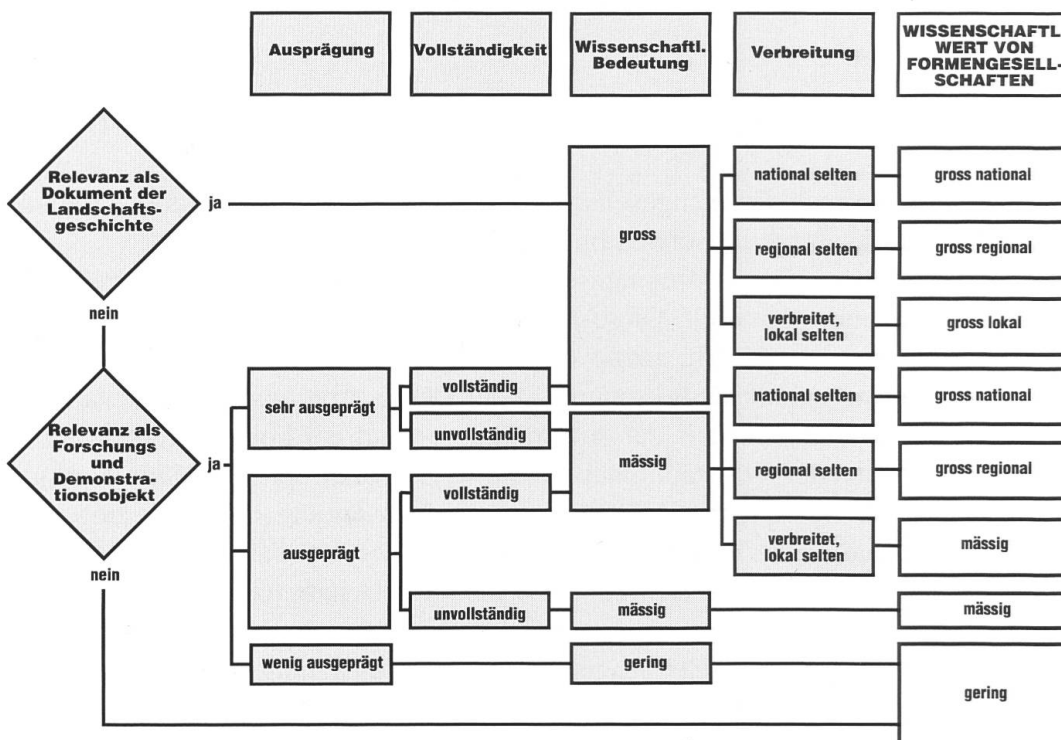 Ausprägung
Vollständigkeit
Wissenschaftl.
Bedeutung
Verbreitung
WISSENSCHAFTL.
WERT VON
FORMENGESELL-
SCHAFTEN
Relevanz als
Dokument der
Landschafts-
geschichte
ja
nein
gross
national selten
gross national
regional selten
gross regional
verbreitet,
lokal selten
gross lokal
Relevanz als
Forschungs
und
Demonstra-
tionsobjekt
ja
nein
sehr ausgeprägt
vollständig
unvollständig
mässig
national selten
gross national
regional selten
gross regional
verbreitet,
lokal selten
mässig
ausgeprägt
vollständig
unvollständig
mässig
mässig
wenig ausgeprägt
gering
gering